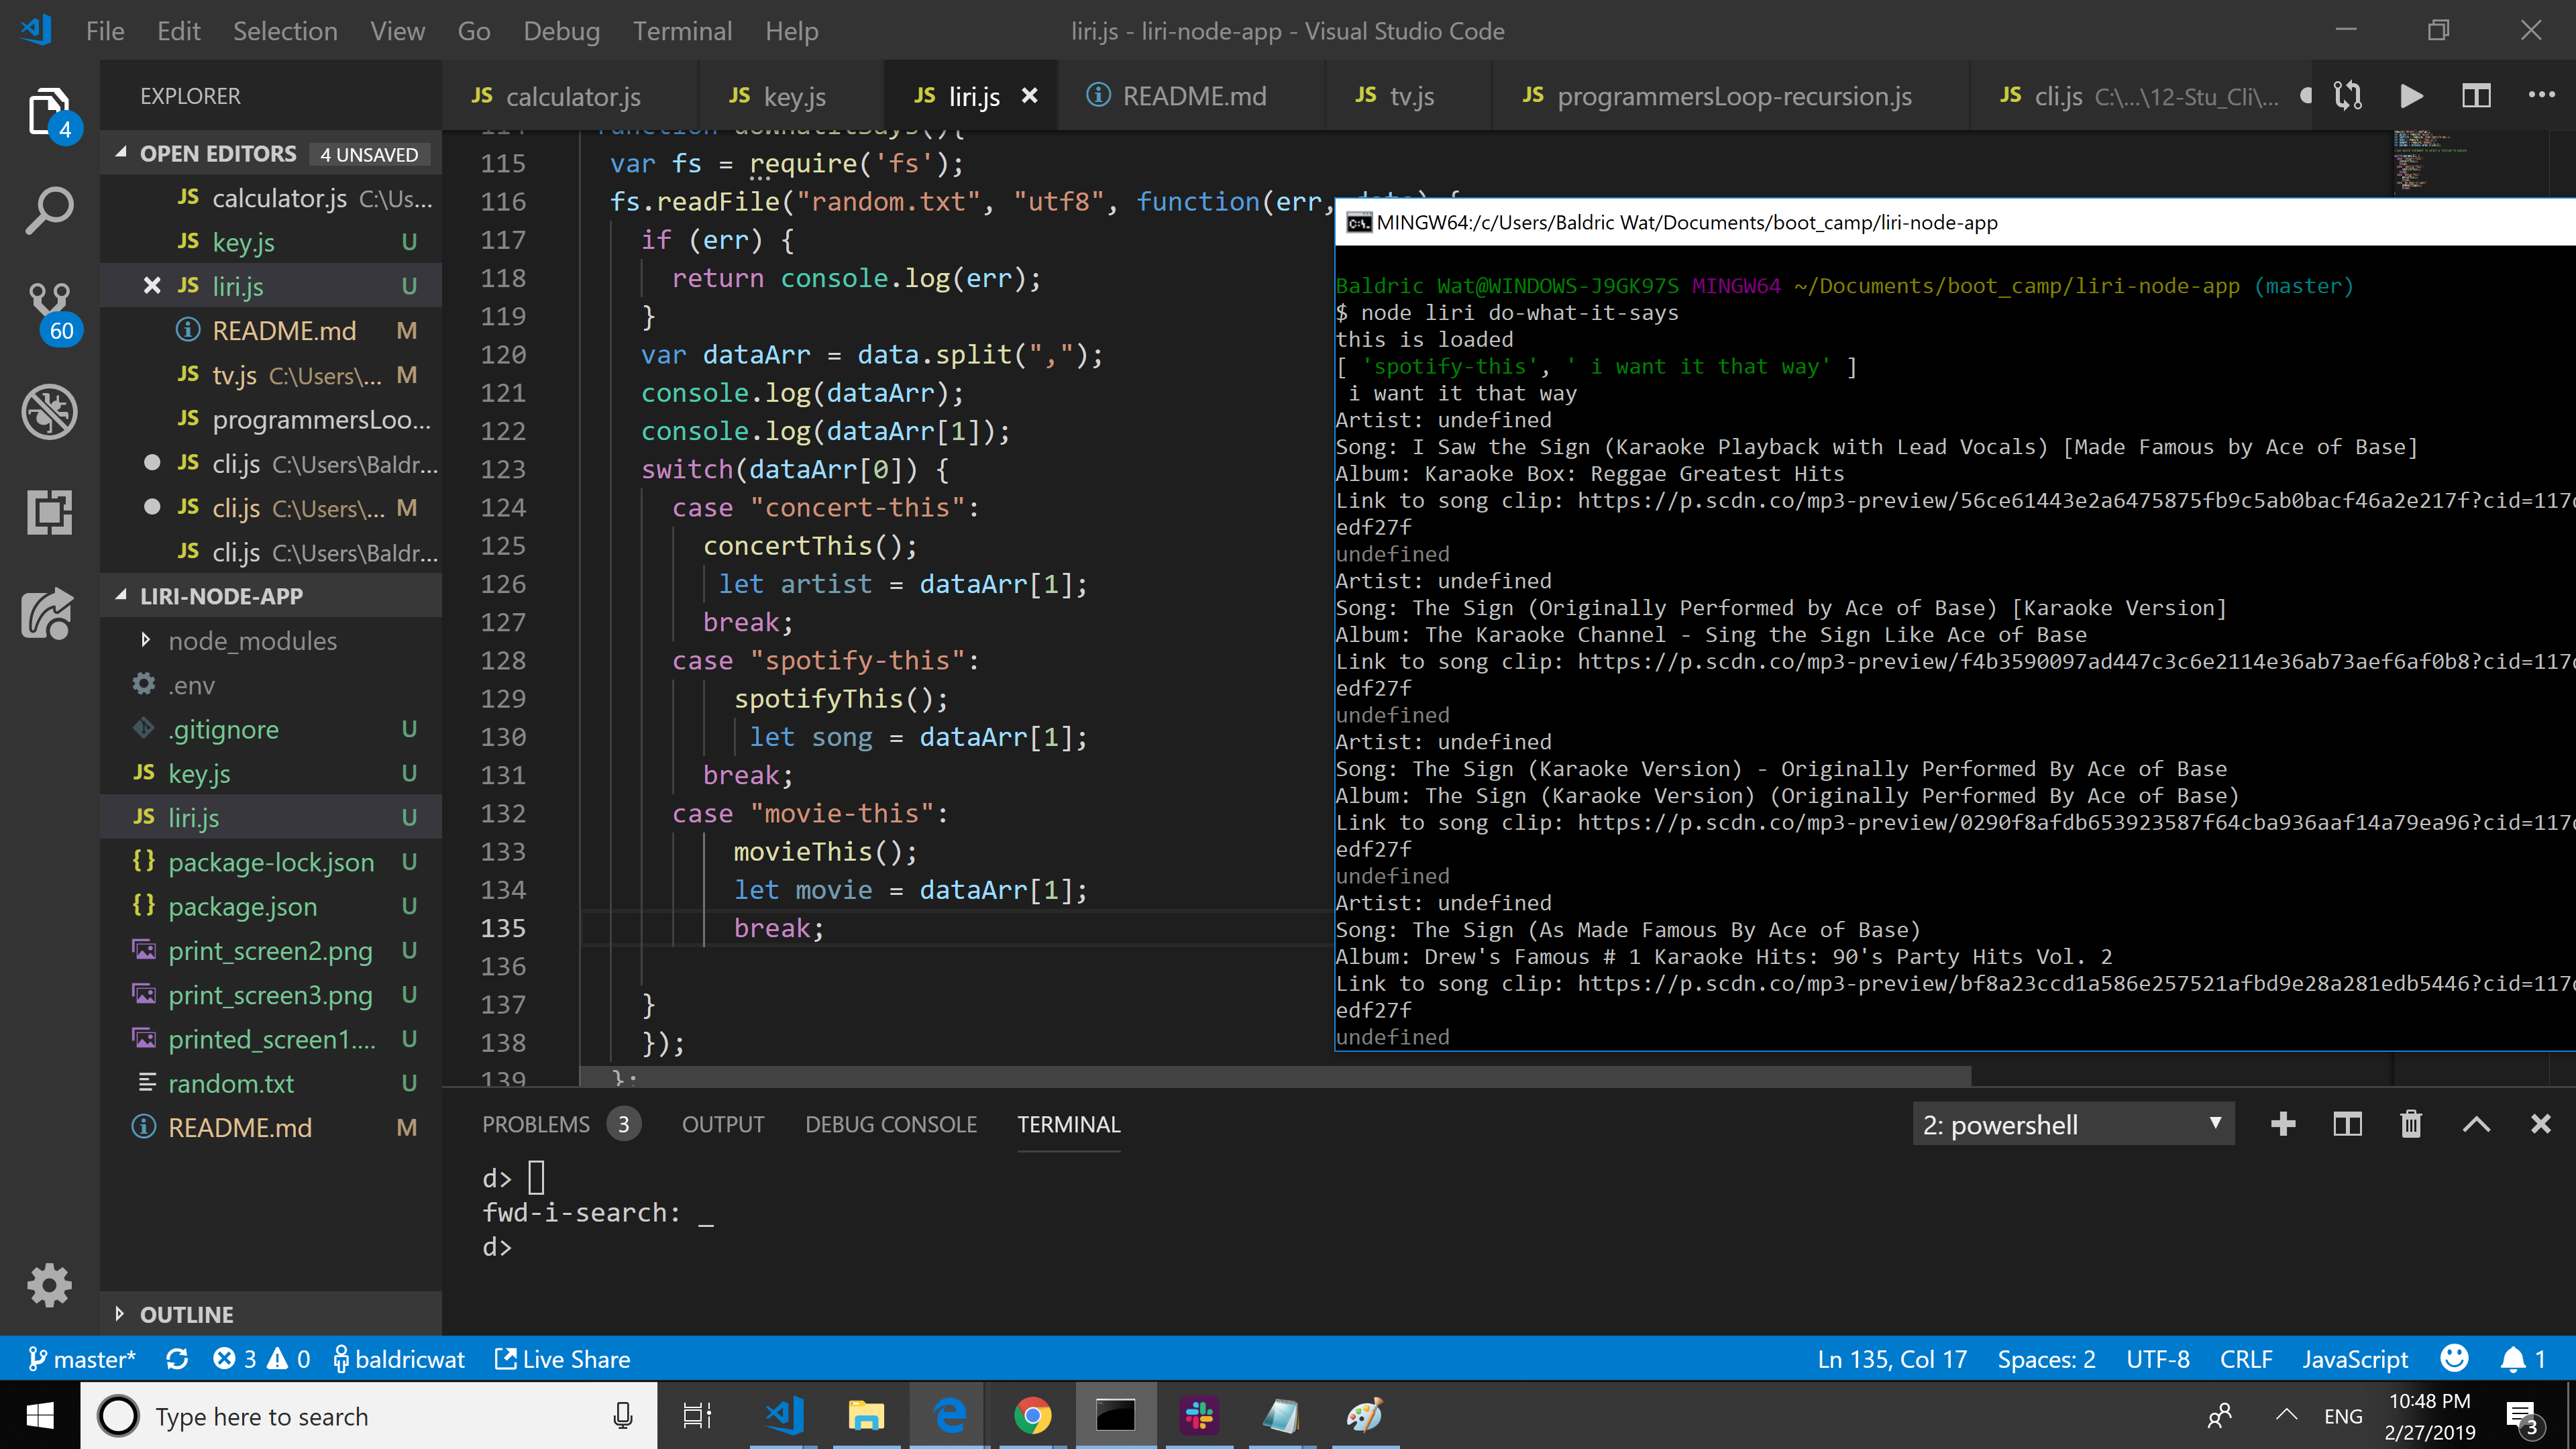 File Edit Selection View Go Debug Terminal Help
liri.js - liri-node-app - Visual Studio Code
EXPLORER
OPEN EDITORS 4 UNSAVED
JS calculator.js C:\Us...
JS key.js U
JS liri.js U
README.md M
JS tv.js C:\Users\... M
JS programmersLoo...
JS cli.js C:\Users\Baldr...
JS cli.js C:\Users\... M
JS cli.js C:\Users\Baldr...
LIRI-NODE-APP
node_modules
.env
.gitignore U
JS key.js U
JS liri.js U
{} package-lock.json U
{} package.json U
print_screen2.png U
print_screen3.png U
printed_screen1.... U
random.txt U
README.md M
OUTLINE
4
60
JS calculator.js JS key.js JS liri.js README.md JS tv.js JS programmersLoop-recursion.js JS cli.js C:\...\12-Stu_Cli\...
115 var fs = require('fs');
116 fs.readFile("random.txt", "utf8", function(err,
117 if (err) {
118 return console.log(err);
119 }
120 var dataArr = data.split(",");
121 console.log(dataArr);
122 console.log(dataArr[1]);
123 switch(dataArr[0]) {
124 case "concert-this":
125 concertThis();
126 let artist = dataArr[1];
127 break;
128 case "spotify-this":
129 spotifyThis();
130 let song = dataArr[1];
131 break;
132 case "movie-this":
133 movieThis();
134 let movie = dataArr[1];
135 break;
136
137 }
138 });
139 };
MINGW64:/c/Users/Baldric Wat/Documents/boot_camp/liri-node-app
Baldric Wat@WINDOWS-J9GK97S MINGW64 ~/Documents/boot_camp/liri-node-app (master)
$ node liri do-what-it-says
this is loaded
[ 'spotify-this', ' i want it that way' ]
i want it that way
Artist: undefined
Song: I Saw the Sign (Karaoke Playback with Lead Vocals) [Made Famous by Ace of Base]
Album: Karaoke Box: Reggae Greatest Hits
Link to song clip: https://p.scdn.co/mp3-preview/56ce61443e2a6475875fb9c5ab0bacf46a2e217f?cid=117
edf27f
undefined
Artist: undefined
Song: The Sign (Originally Performed by Ace of Base) [Karaoke Version]
Album: The Karaoke Channel - Sing the Sign Like Ace of Base
Link to song clip: https://p.scdn.co/mp3-preview/f4b3590097ad447c3c6e2114e36ab73aef6af0b8?cid=117
edf27f
undefined
Artist: undefined
Song: The Sign (Karaoke Version) - Originally Performed By Ace of Base
Album: The Sign (Karaoke Version) (Originally Performed By Ace of Base)
Link to song clip: https://p.scdn.co/mp3-preview/0290f8afdb653923587f64cba936aaf14a79ea96?cid=117
edf27f
undefined
Artist: undefined
Song: The Sign (As Made Famous By Ace of Base)
Album: Drew's Famous # 1 Karaoke Hits: 90's Party Hits Vol. 2
Link to song clip: https://p.scdn.co/mp3-preview/bf8a23ccd1a586e257521afbd9e28a281edb5446?cid=117
edf27f
undefined
PROBLEMS 3 OUTPUT DEBUG CONSOLE TERMINAL 2: powershell
d>
fwd-i-search: _
d>
master* 3 0 baldricwat Live Share Ln 135, Col 17 Spaces: 2 UTF-8 CRLF JavaScript 1
Type here to search
ENG
10:48 PM
2/27/2019
3